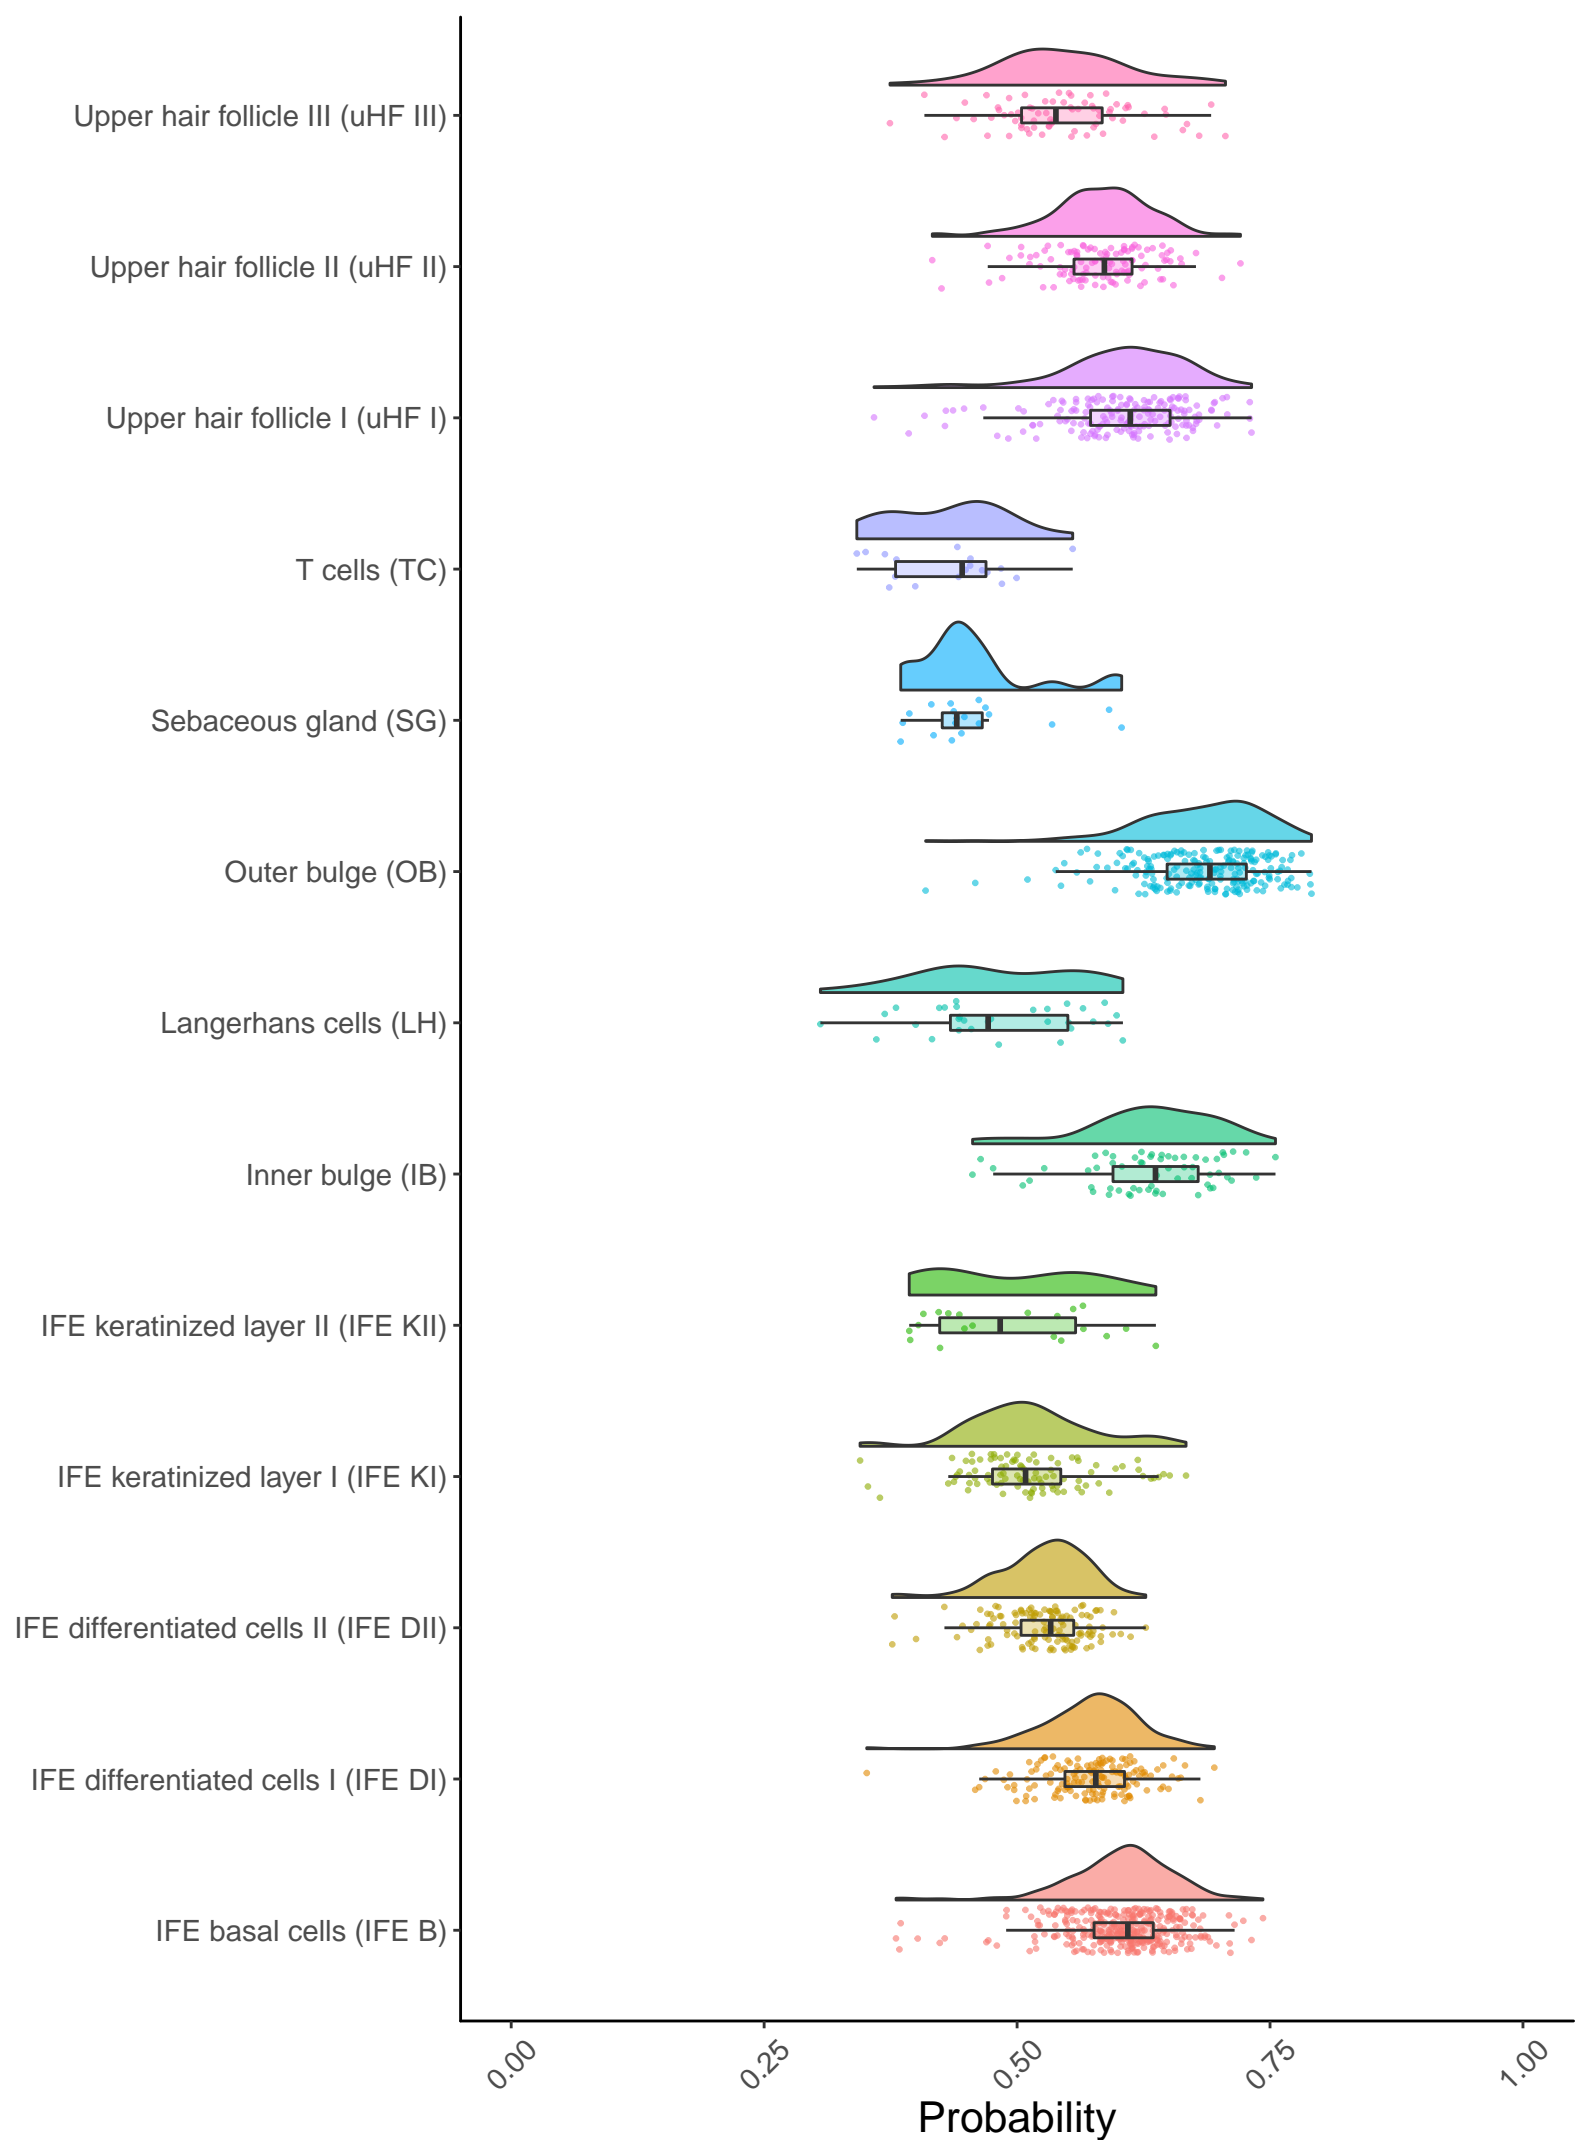 Upper hair follicle III (uHF III)
Upper hair follicle II (uHF II)
Upper hair follicle I (uHF I)
T cells (TC)
Sebaceous gland (SG)
Outer bulge (OB)
Langerhans cells (LH)
Inner bulge (IB)
IFE keratinized layer II (IFE KII)
IFE keratinized layer I (IFE KI)
IFE differentiated cells II (IFE DII)
IFE differentiated cells I (IFE DI)
IFE basal cells (IFE B)
0.00 0.25 0.50 0.75 1.00
Probability